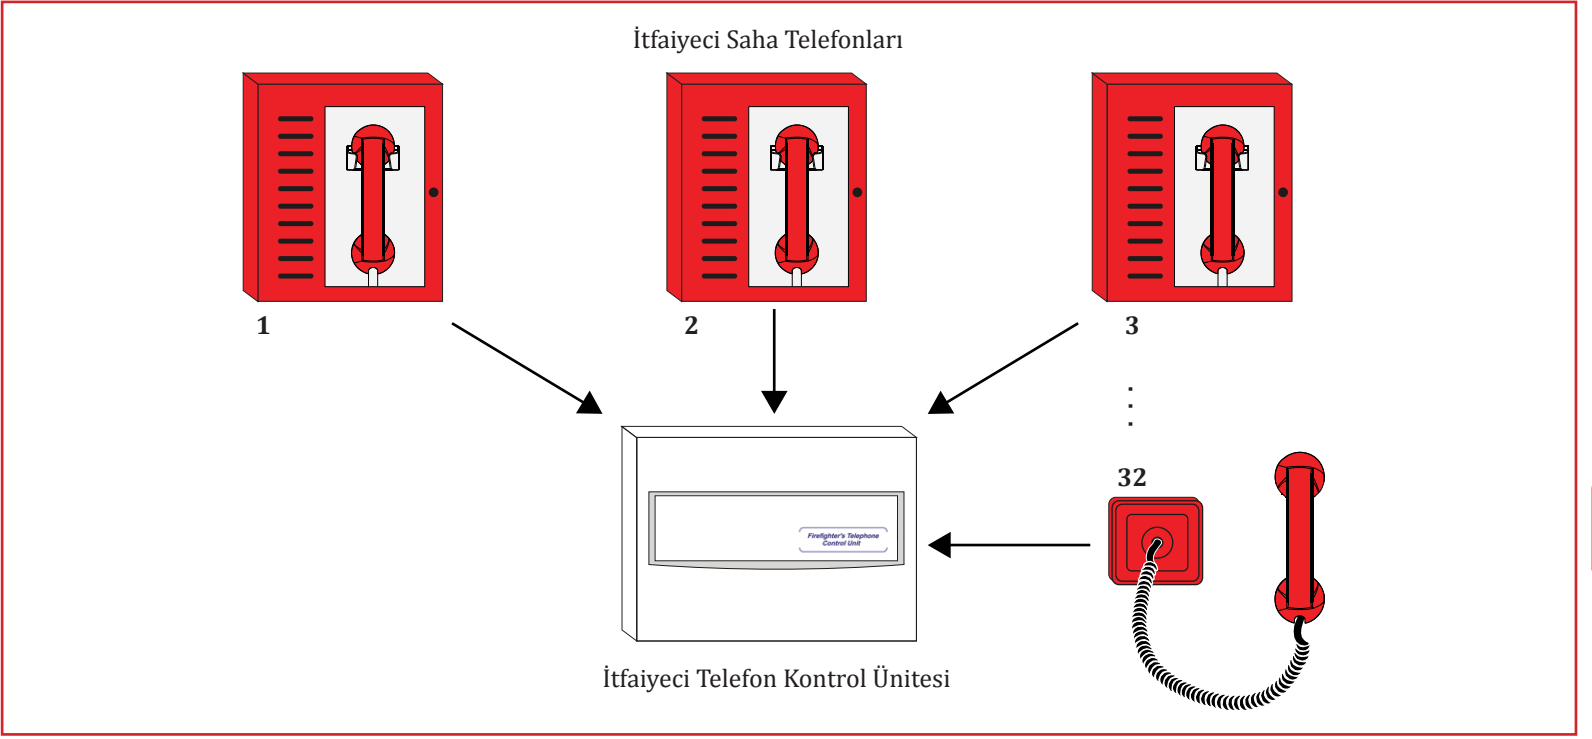 İtfaiyeci Saha Telefonları
1
2
3
.
.
.
32
Firefighter's Telephone
Control Unit
İtfaiyeci Telefon Kontrol Ünitesi